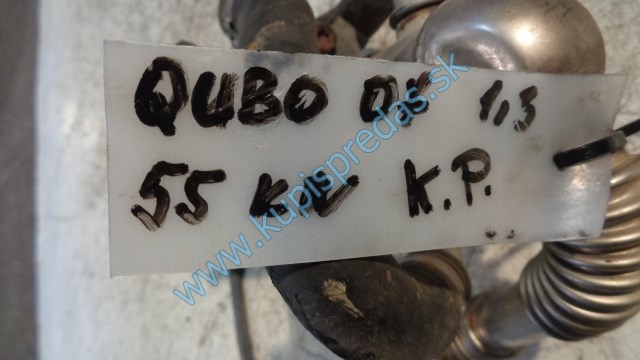 QUBO 08 1,3
55 KW K.P.
www.kupispredas.sk